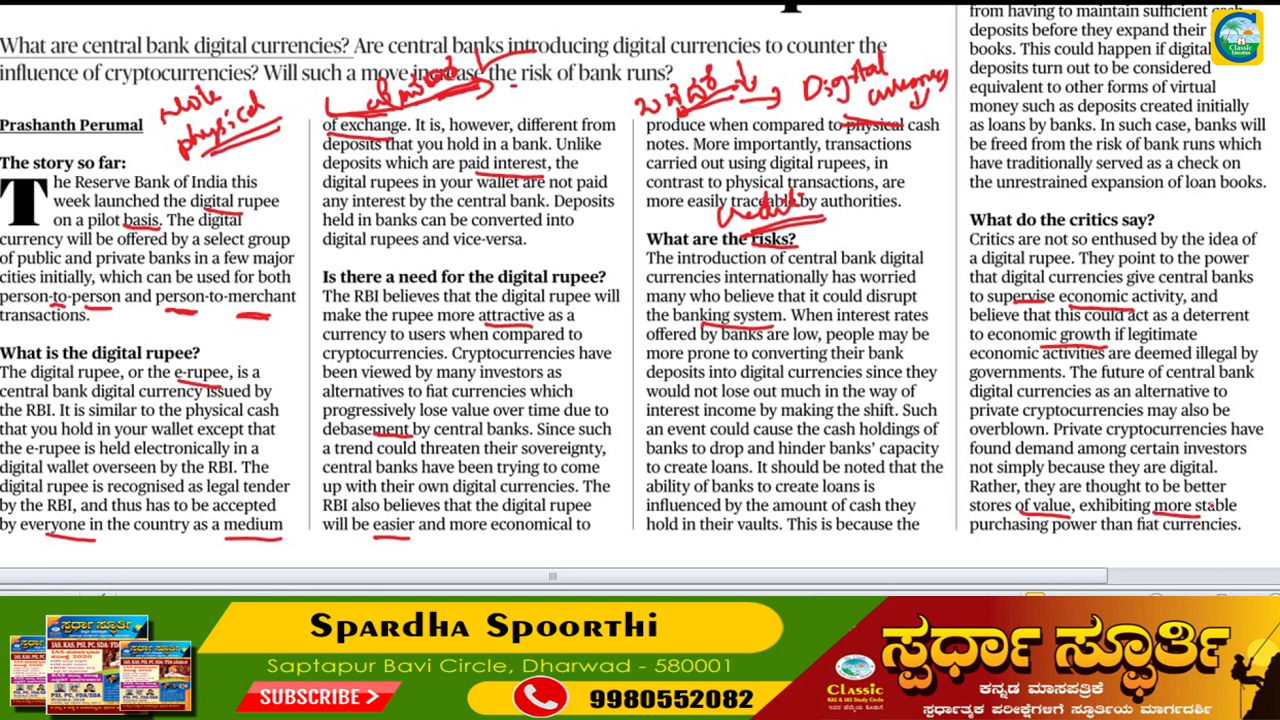 What are central bank digital currencies? Are central banks introducing digital currencies to counter the
influence of cryptocurrencies? Will such a move increase the risk of bank runs?
Note
physical
Digital
currency
Prashanth Perumal
The story so far:
The Reserve Bank of India this
week launched the digital rupee
on a pilot basis. The digital
currency will be offered by a select group
of public and private banks in a few major
cities initially, which can be used for both
person-to-person and person-to-merchant
transactions.
What is the digital rupee?
The digital rupee, or the e-rupee, is a
central bank digital currency issued by
the RBI. It is similar to the physical cash
that you hold in your wallet except that
the e-rupee is held electronically in a
digital wallet overseen by the RBI. The
digital rupee is recognised as legal tender
by the RBI, and thus has to be accepted
by everyone in the country as a medium
of exchange. It is, however, different from
deposits that you hold in a bank. Unlike
deposits which are paid interest, the
digital rupees in your wallet are not paid
any interest by the central bank. Deposits
held in banks can be converted into
digital rupees and vice-versa.
Is there a need for the digital rupee?
The RBI believes that the digital rupee will
make the rupee more attractive as a
currency to users when compared to
cryptocurrencies. Cryptocurrencies have
been viewed by many investors as
alternatives to fiat currencies which
progressively lose value over time due to
debasement by central banks. Since such
a trend could threaten their sovereignty,
central banks have been trying to come
up with their own digital currencies. The
RBI also believes that the digital rupee
will be easier and more economical to
produce when compared to physical cash
notes. More importantly, transactions
carried out using digital rupees, in
contrast to physical transactions, are
more easily traceable by authorities.
credit
What are the risks?
The introduction of central bank digital
currencies internationally has worried
many who believe that it could disrupt
the banking system. When interest rates
offered by banks are low, people may be
more prone to converting their bank
deposits into digital currencies since they
would not lose out much in the way of
interest income by making the shift. Such
an event could cause the cash holdings of
banks to drop and hinder banks' capacity
to create loans. It should be noted that the
ability of banks to create loans is
influenced by the amount of cash they
hold in their vaults. This is because the
from having to maintain sufficient cash
deposits before they expand their
books. This could happen if digital
deposits turn out to be considered
equivalent to other forms of virtual
money such as deposits created initially
as loans by banks. In such case, banks will
be freed from the risk of bank runs which
have traditionally served as a check on
the unrestrained expansion of loan books.
What do the critics say?
Critics are not so enthused by the idea of
a digital rupee. They point to the power
that digital currencies give central banks
to supervise economic activity, and
believe that this could act as a deterrent
to economic growth if legitimate
economic activities are deemed illegal by
governments. The future of central bank
digital currencies as an alternative to
private cryptocurrencies may also be
overblown. Private cryptocurrencies have
found demand among certain investors
not simply because they are digital.
Rather, they are thought to be better
stores of value, exhibiting more stable
purchasing power than fiat currencies.
Classic
Education
Spardha Spoorthi
Saptapur Bavi Circle Dharwad - 580001
SUBSCRIBE >
9980552082
ಸ್ಪರ್ಧಾ ಸ್ಫೂರ್ತಿ
IAS, KAS, PSI, PC, SDA/FDA
PSI, PC, FDA/SDA
Classic
KAS & IAS Study Circle
ಸ್ಪರ್ಧಾ ಸ್ಫೂರ್ತಿ
ಕನ್ನಡ ಮಾಸಪತ್ರಿಕೆ
ಸ್ಪರ್ಧಾತ್ಮಕ ಪರೀಕ್ಷೆಗಳಿಗೆ ಸ್ಫೂರ್ತಿಯ ಮಾರ್ಗದರ್ಶಿ